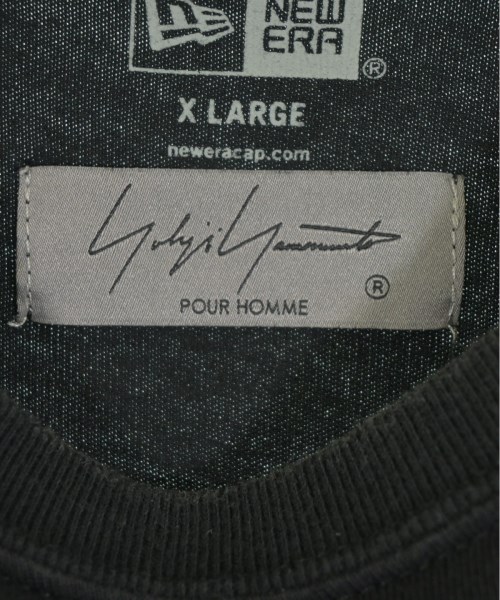 NEW
ERA
®
X LARGE
neweracap.com
Yohji Yamamoto
®
POUR HOMME